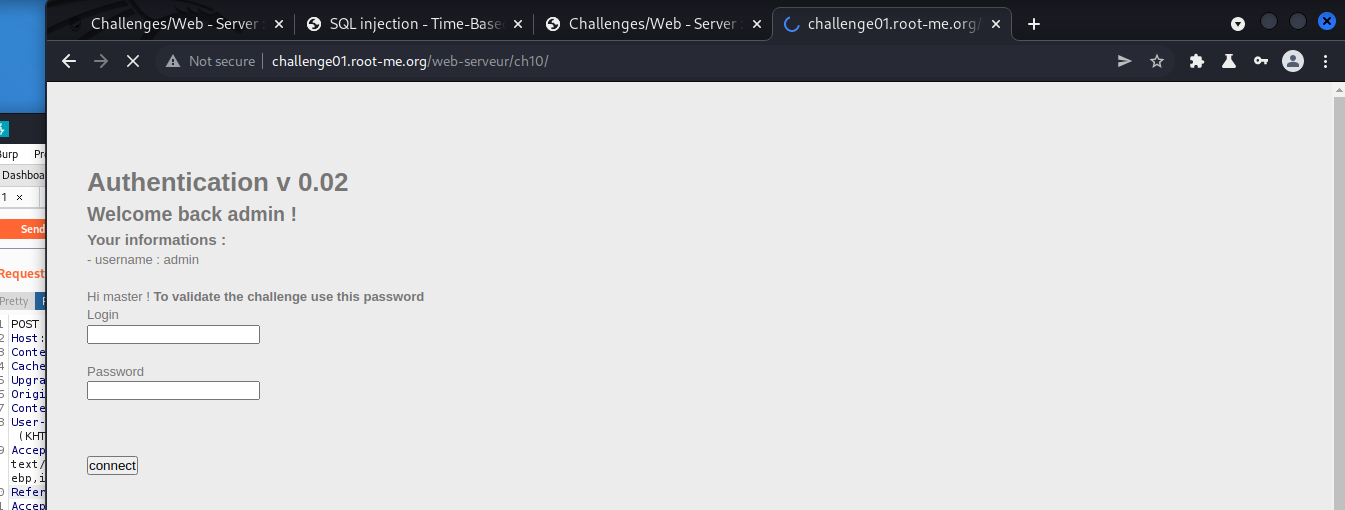 Challenges/Web - Server : × SQL injection - Time-Base × Challenges/Web - Server : × challenge01.root-me.org/ × +
Not secure challenge01.root-me.org/web-serveur/ch10/
Burp Pr
Dashboa
1 ×
Send
Request
Pretty
1 POST
2 Host:
3 Conte
4 Cache
5 Upgra
6 Origi
7 Conte
8 User-
(KHT
9 Accep
text/
ebp,i
0 Refer
1 Accep
Authentication v 0.02
Welcome back admin !
Your informations :
- username : admin
Hi master ! To validate the challenge use this password
Login
Password
connect